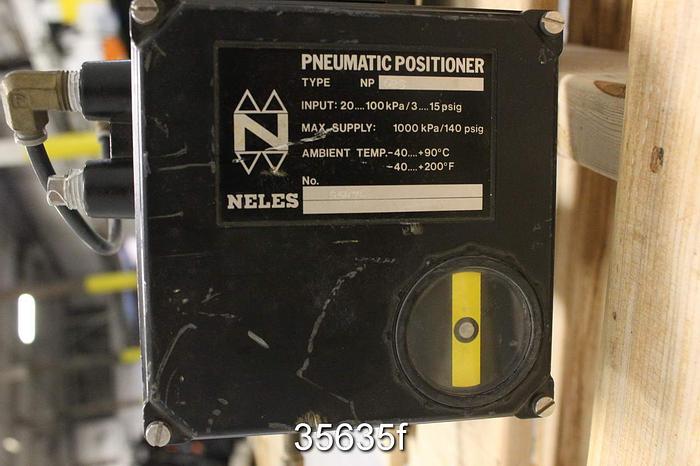 PNEUMATIC POSITIONER
TYPE NP
INPUT: 20....100 kPa/3....15 psig
MAX. SUPPLY: 1000 kPa/140 psig
AMBIENT TEMP.-40....+90°C
-40....+200°F
No.
N
NELES
35635f